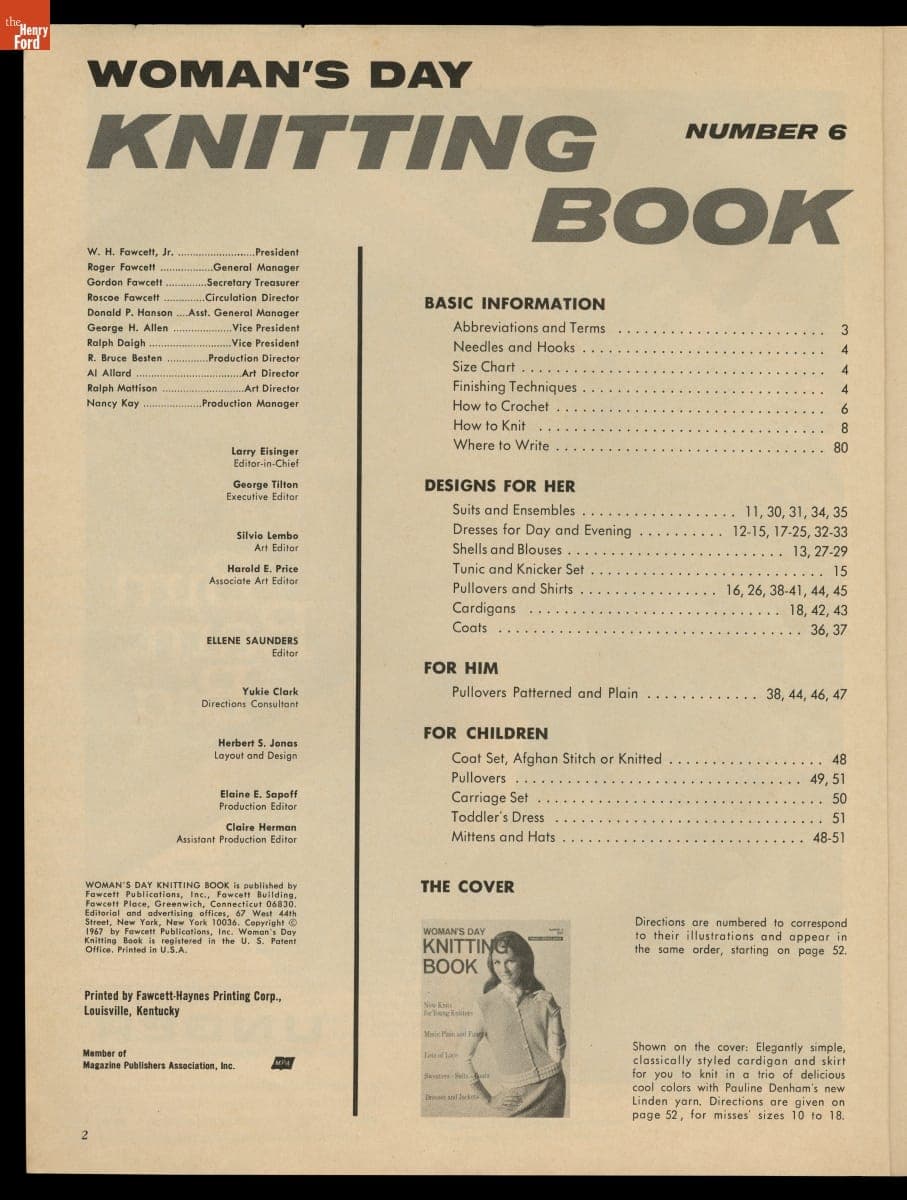 the
Henry
Ford
WOMAN'S DAY
KNITTING
NUMBER 6
BOOK
W. H. Fawcett, Jr. ..........................President
Roger Fawcett ..................General Manager
Gordon Fawcett ..............Secretary Treasurer
Roscoe Fawcett ..............Circulation Director
Donald P. Hanson ....Asst. General Manager
George H. Allen ....................Vice President
Ralph Daigh ............................Vice President
R. Bruce Besten ..............Production Director
Al Allard ....................................Art Director
Ralph Mattison ............................Art Director
Nancy Kay ....................Production Manager
Larry Eisinger
Editor-in-Chief
George Tilton
Executive Editor
Silvio Lembo
Art Editor
Harold E. Price
Associate Art Editor
ELLENE SAUNDERS
Editor
Yukie Clark
Directions Consultant
Herbert S. Jonas
Layout and Design
Elaine E. Sapoff
Production Editor
Claire Herman
Assistant Production Editor
WOMAN'S DAY KNITTING BOOK is published by
Fawcett Publications, Inc., Fawcett Building,
Fawcett Place, Greenwich, Connecticut 06830.
Editorial and advertising offices, 67 West 44th
Street, New York, New York 10036. Copyright ©
1967 by Fawcett Publications, Inc. Woman's Day
Knitting Book is registered in the U. S. Patent
Office. Printed in U.S.A.
Printed by Fawcett-Haynes Printing Corp.,
Louisville, Kentucky
Member of
Magazine Publishers Association, Inc.
MPA
2
BASIC INFORMATION
Abbreviations and Terms . . . . . . . . . . . . . . . . . . . . . . . 3
Needles and Hooks . . . . . . . . . . . . . . . . . . . . . . . . . . . 4
Size Chart . . . . . . . . . . . . . . . . . . . . . . . . . . . . . . . . . 4
Finishing Techniques . . . . . . . . . . . . . . . . . . . . . . . . . . 4
How to Crochet . . . . . . . . . . . . . . . . . . . . . . . . . . . . . 6
How to Knit . . . . . . . . . . . . . . . . . . . . . . . . . . . . . . . 8
Where to Write . . . . . . . . . . . . . . . . . . . . . . . . . . . . . 80
DESIGNS FOR HER
Suits and Ensembles . . . . . . . . . . . . . . . . . . 11, 30, 31, 34, 35
Dresses for Day and Evening . . . . . . . . . . 12-15, 17-25, 32-33
Shells and Blouses . . . . . . . . . . . . . . . . . . . . . . . . 13, 27-29
Tunic and Knicker Set . . . . . . . . . . . . . . . . . . . . . . . . . . 15
Pullovers and Shirts . . . . . . . . . . . . . . . 16, 26, 38-41, 44, 45
Cardigans . . . . . . . . . . . . . . . . . . . . . . . . . . . . 18, 42, 43
Coats . . . . . . . . . . . . . . . . . . . . . . . . . . . . . . . . . . 36, 37
FOR HIM
Pullovers Patterned and Plain . . . . . . . . . . . . . 38, 44, 46, 47
FOR CHILDREN
Coat Set, Afghan Stitch or Knitted . . . . . . . . . . . . . . . . . . 48
Pullovers . . . . . . . . . . . . . . . . . . . . . . . . . . . . . . . . 49, 51
Carriage Set . . . . . . . . . . . . . . . . . . . . . . . . . . . . . . . . 50
Toddler's Dress . . . . . . . . . . . . . . . . . . . . . . . . . . . . . . 51
Mittens and Hats . . . . . . . . . . . . . . . . . . . . . . . . . . . 48-51
THE COVER
WOMAN'S DAY
KNITTING
BOOK
New Knits
for Young Knitters
Lots of Lace
Sweaters - Suits - Coats
Dresses and Jackets
Directions are numbered to correspond
to their illustrations and appear in
the same order, starting on page 52.
Shown on the cover: Elegantly simple,
classically styled cardigan and skirt
for you to knit in a trio of delicious
cool colors with Pauline Denham's new
Linden yarn. Directions are given on
page 52, for misses' sizes 10 to 18.